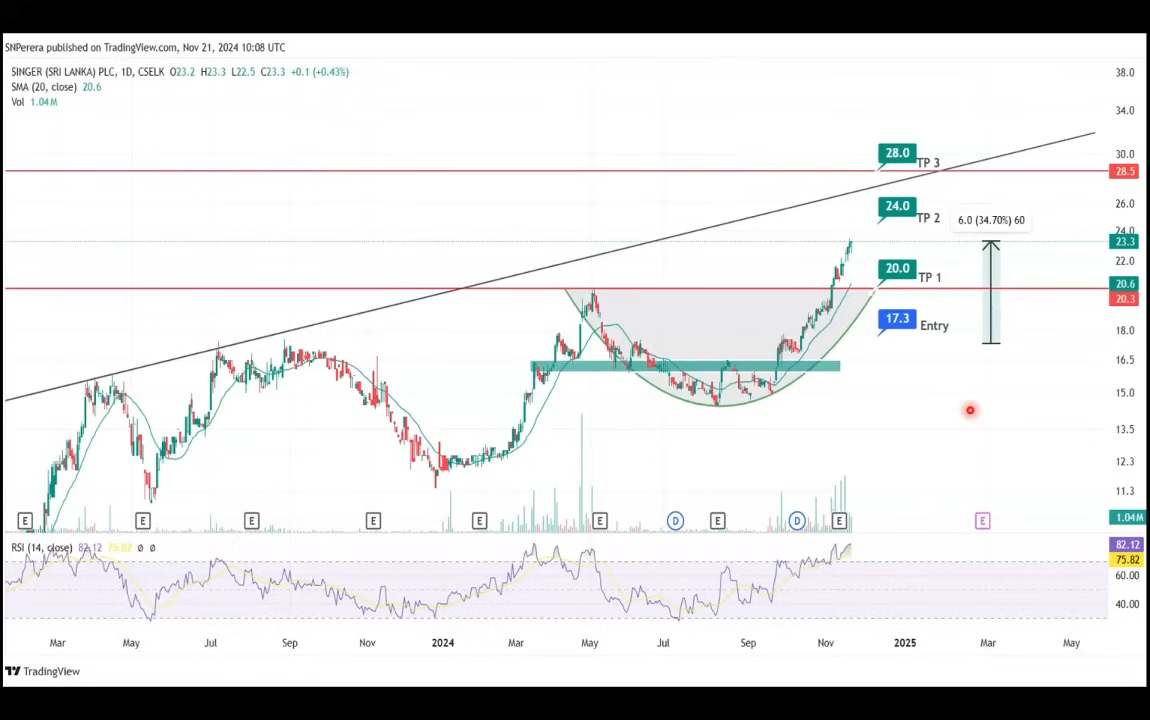 SNPerera published on TradingView.com, Nov 21, 2024 10:08 UTC
SINGER (SRI LANKA) PLC, 1D, CSELK O23.2 H23.3 L22.5 C23.3 +0.1 (+0.43%)
SMA (20, close) 20.6
Vol 1.04M
38.0
34.0
28.0
TP 3
30.0
28.5
24.0
TP 2
6.0 (34.70%) 60
26.0
24.0
23.3
22.0
20.0
TP 1
20.6
20.3
17.3
Entry
18.0
16.5
15.0
13.5
12.3
11.3
E E E E E E D E D E E
1.04M
RSI (14, close) 82.12 75.82 Ø Ø
82.12
75.82
60.00
40.00
Mar May Jul Sep Nov 2024 Mar May Jul Sep Nov 2025 Mar May
TradingView